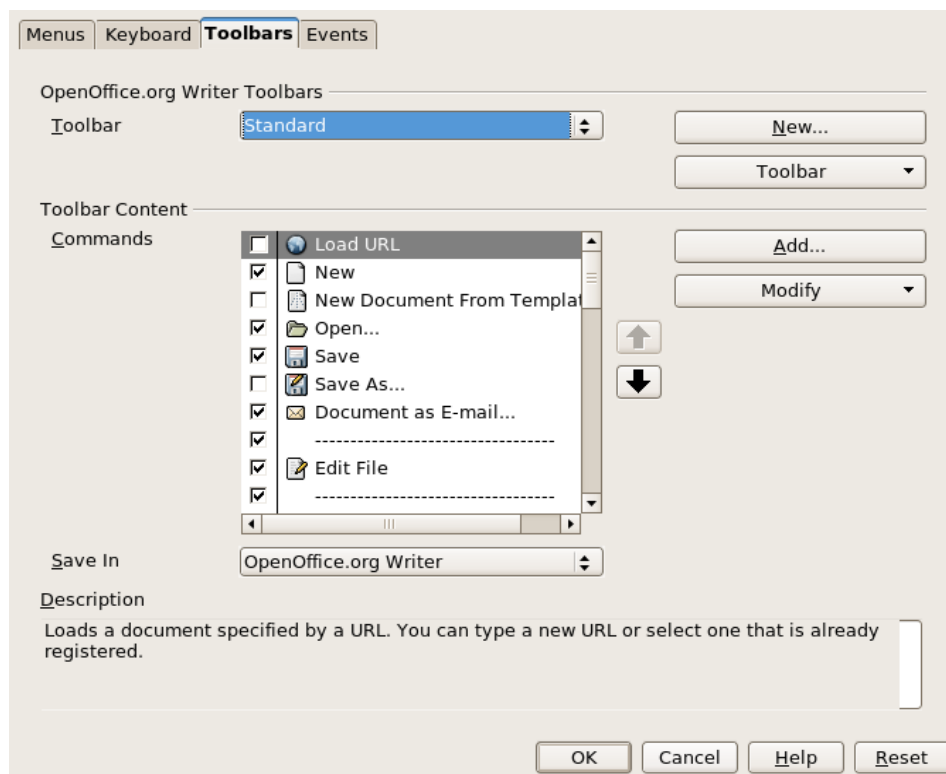 Menus Keyboard Toolbars Events
OpenOffice.org Writer Toolbars
Toolbar Standard New...
Toolbar
Toolbar Content
Commands Load URL Add...
New
Modify
New Document From Templat
Open...
Save
Save As...
Document as E-mail...
----------------------------------
Edit File
----------------------------------
Save In OpenOffice.org Writer
Description
Loads a document specified by a URL. You can type a new URL or select one that is already
registered.
OK Cancel Help Reset